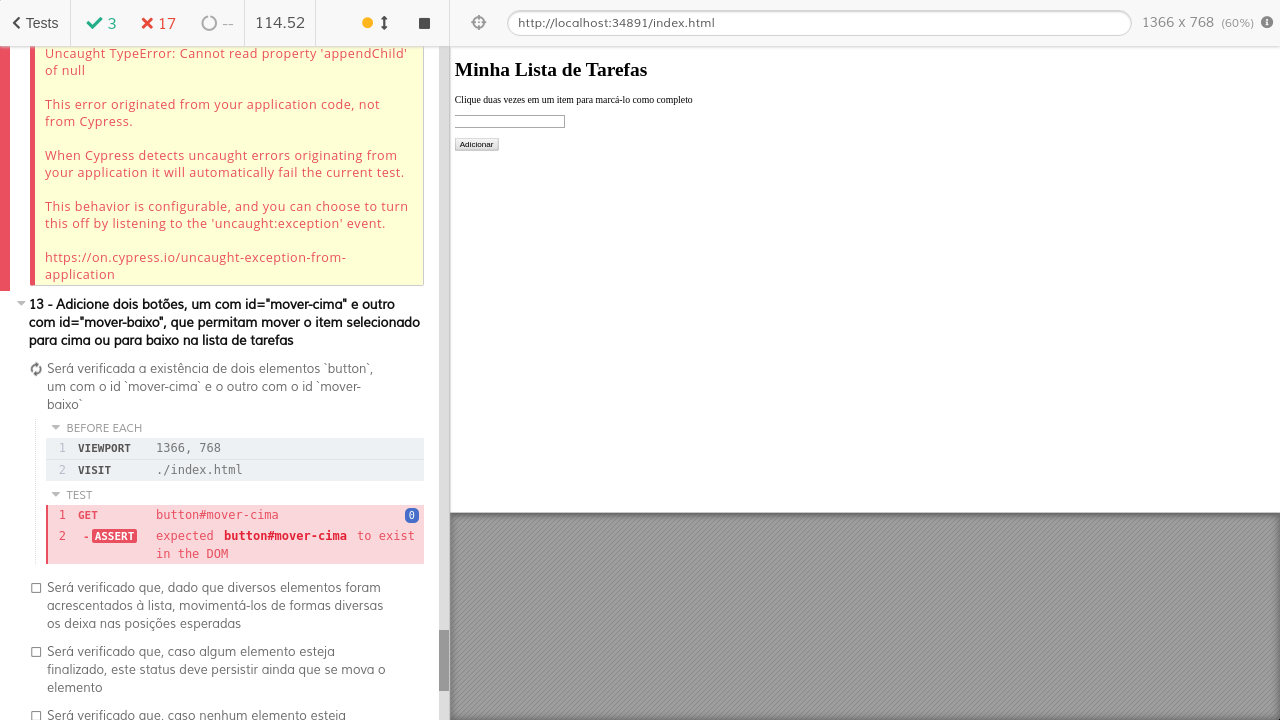 Tests
3
17
--
114.52
http://localhost:34891/index.html
1366 x 768 (60%)
Uncaught TypeError: Cannot read property 'appendChild'
of null
This error originated from your application code, not
from Cypress.
When Cypress detects uncaught errors originating from
your application it will automatically fail the current test.
This behavior is configurable, and you can choose to turn
this off by listening to the 'uncaught:exception' event.
https://on.cypress.io/uncaught-exception-from-
application
13 - Adicione dois botões, um com id="mover-cima" e outro
com id="mover-baixo", que permitam mover o item selecionado
para cima ou para baixo na lista de tarefas
Será verificada a existência de dois elementos `button`,
um com o id `mover-cima` e o outro com o id `mover-
baixo`
BEFORE EACH
1 VIEWPORT 1366, 768
2 VISIT ./index.html
TEST
1 GET button#mover-cima 0
2 -ASSERT expected button#mover-cima to exist
in the DOM
Será verificado que, dado que diversos elementos foram
acrescentados à lista, movimentá-los de formas diversas
os deixa nas posições esperadas
Será verificado que, caso algum elemento esteja
finalizado, este status deve persistir ainda que se mova o
elemento
Será verificado que, caso nenhum elemento esteja
Minha Lista de Tarefas
Clique duas vezes em um item para marcá-lo como completo
Adicionar